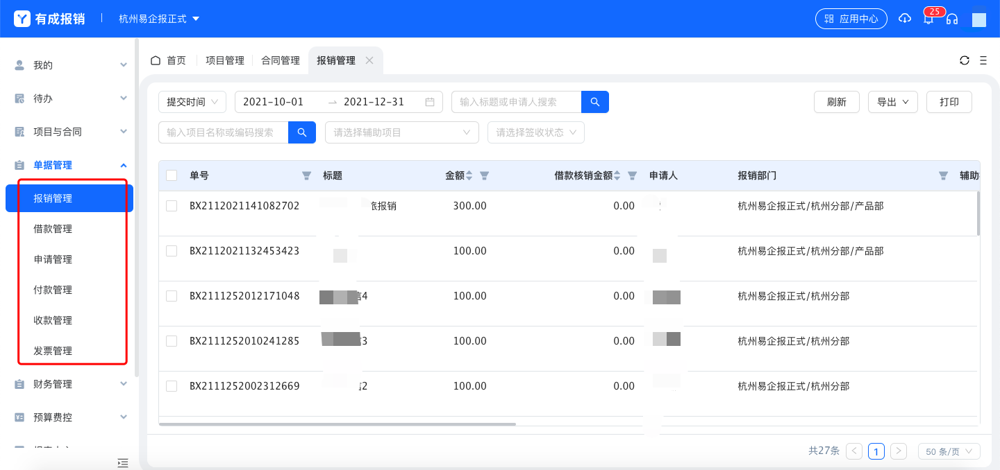 有成报销 杭州易企报正式 应用中心 25
我的
待办
项目与合同
单据管理
报销管理
借款管理
申请管理
付款管理
收款管理
发票管理
财务管理
预算费控
首页 项目管理 合同管理 报销管理
提交时间 2021-10-01 → 2021-12-31 输入标题或申请人搜索 刷新 导出 打印
输入项目名称或编码搜索 请选择辅助项目 请选择签收状态
单号 标题 金额 借款核销金额 申请人 报销部门 辅助
BX2112021141082702 报销 300.00 0.00 杭州易企报正式/杭州分部/产品部
BX2112021132453423 100.00 0.00 杭州易企报正式/杭州分部/产品部
BX2111252012171048 4 100.00 0.00 杭州易企报正式/杭州分部
BX2111252010241285 3 100.00 0.00 杭州易企报正式/杭州分部
BX2111252002312669 2 100.00 0.00 杭州易企报正式/杭州分部
共27条 < 1 > 50 条/页